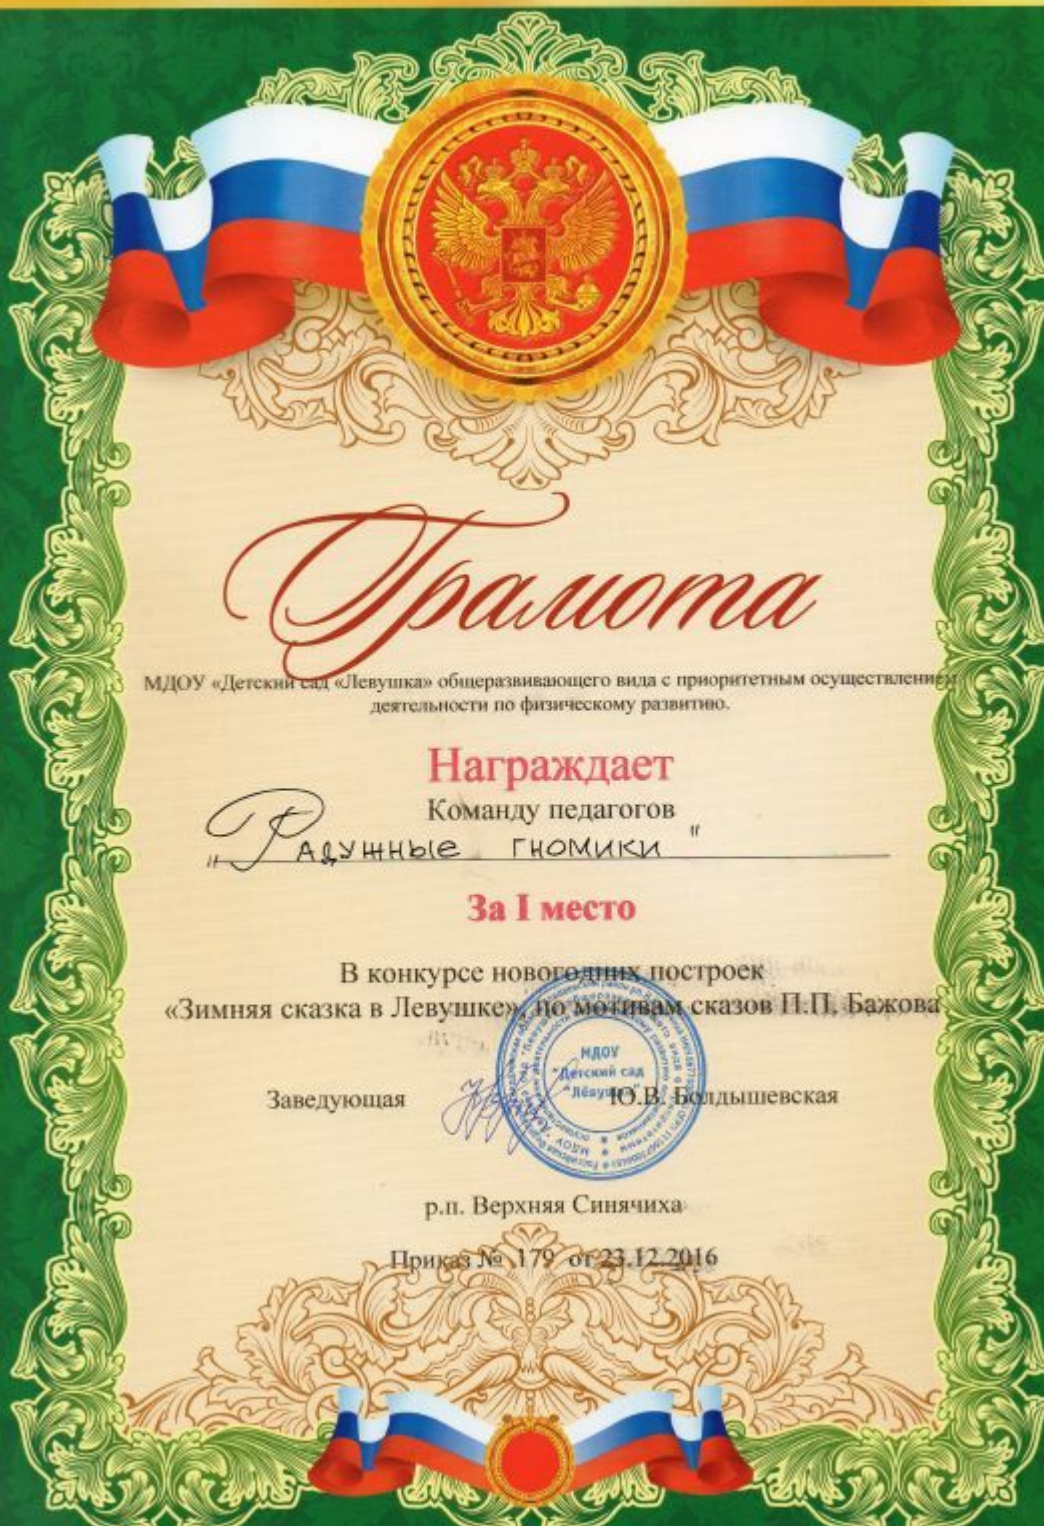 Грамота
МДОУ «Детский сад «Левушка» общеразвивающего вида с приоритетным осуществлением
деятельности по физическому развитию.
Награждает
Команду педагогов
"Радужные гномики"
За I место
В конкурсе новогодних построек
«Зимняя сказка в Левушке», по мотивам сказов П.П. Бажова
МДОУ
"Детский сад
"Лёвушка"
Заведующая Ю.В. Болдышевская
р.п. Верхняя Синячиха
Приказ № 179 от 23.12.2016